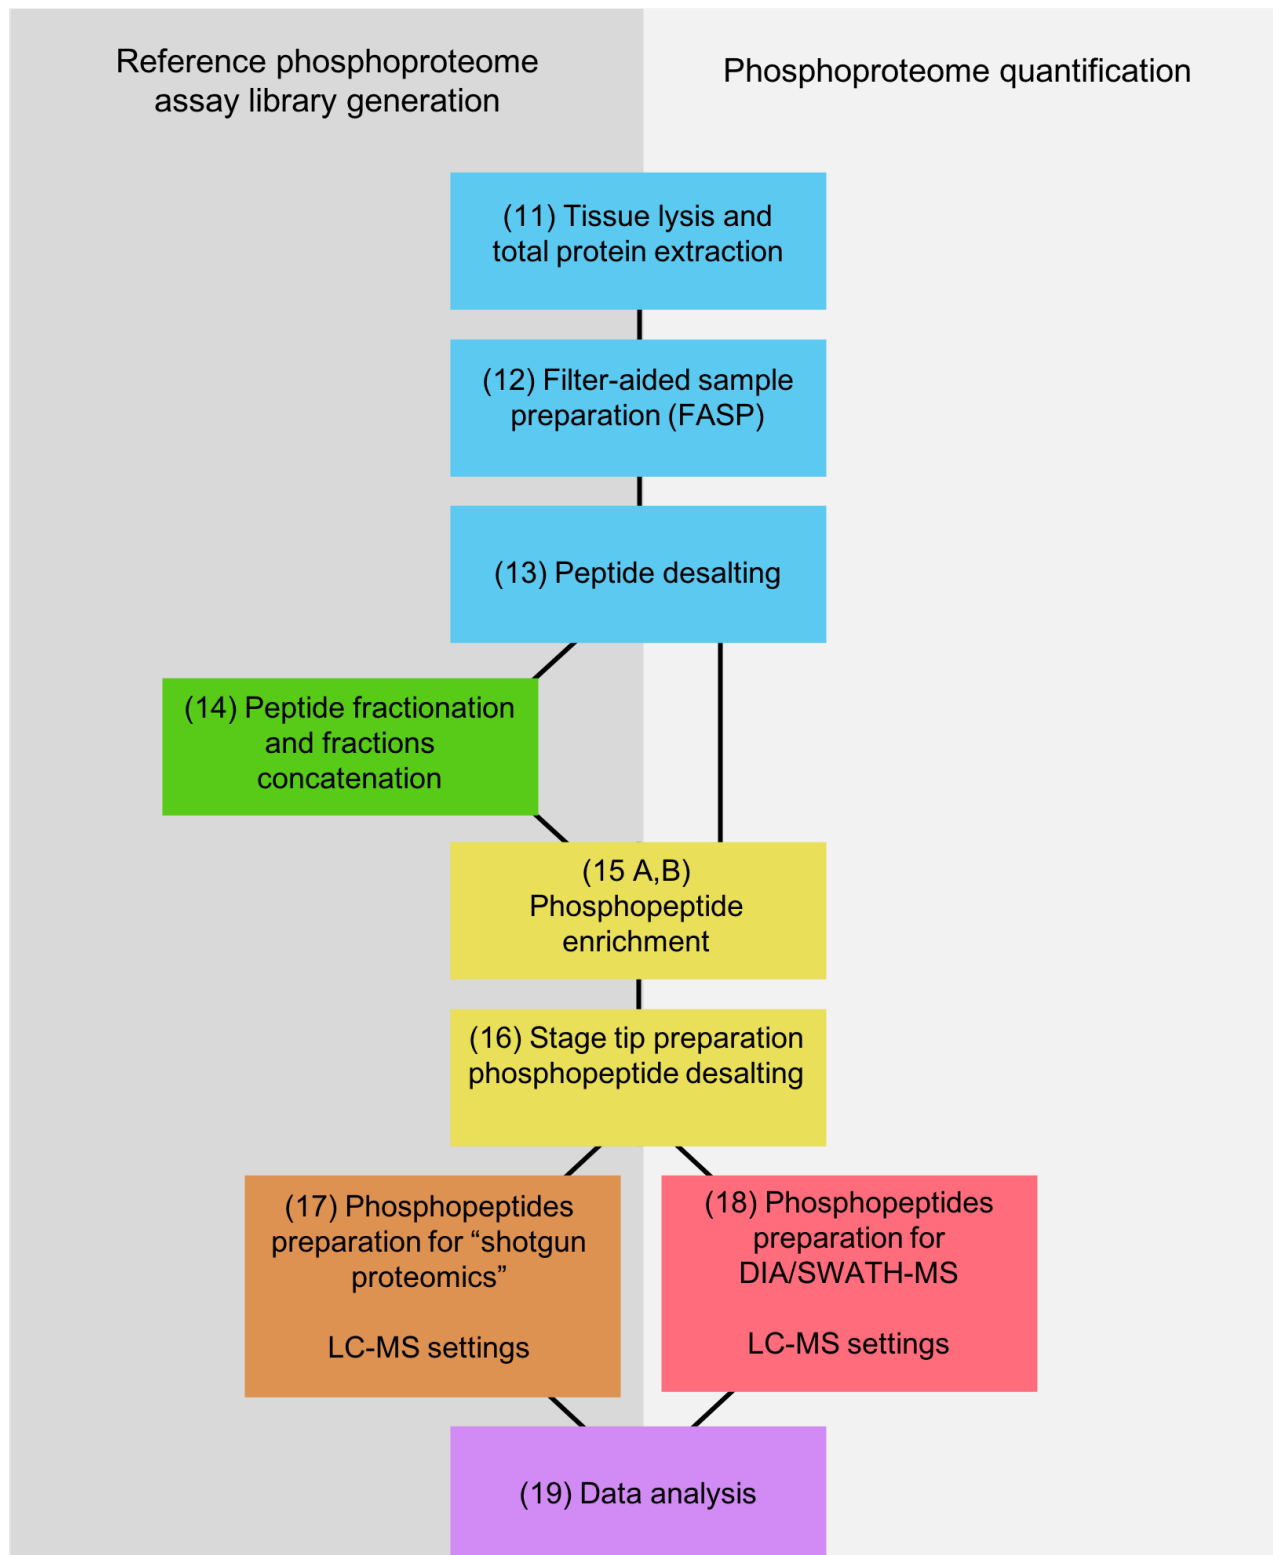 Reference phosphoproteome
assay library generation
Phosphoproteome quantification
(11) Tissue lysis and
total protein extraction
(12) Filter-aided sample
preparation (FASP)
(13) Peptide desalting
(14) Peptide fractionation
and fractions
concatenation
(15 A,B)
Phosphopeptide
enrichment
(16) Stage tip preparation
phosphopeptide desalting
(17) Phosphopeptides
preparation for “shotgun
proteomics”
LC-MS settings
(18) Phosphopeptides
preparation for
DIA/SWATH-MS
LC-MS settings
(19) Data analysis